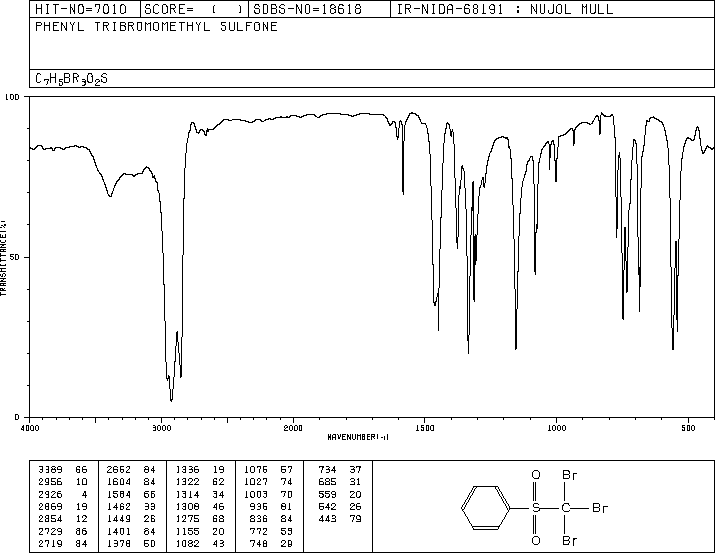 HIT-NO=7010 SCORE= ( ) SDBS-NO=18618 IR-NIDA-68191 : NUJOL MULL
PHENYL TRIBROMOMETHYL SULFONE
C7H5BR3O2S
100
50
0
TRANSMITTANCE(%)
4000 3000 2000 1500 1000 500
WAVENUMBER(-1)
3389 66 2662 84 1336 19 1076 57 734 37
2956 10 1604 84 1322 62 1027 74 685 31
2926 4 1584 66 1314 34 1003 70 559 20
2869 19 1462 33 1308 46 936 81 542 26
2854 12 1449 26 1275 68 836 84 443 79
2729 86 1401 84 1155 20 772 53
2719 84 1378 50 1082 43 748 29
O Br
S C Br
O Br